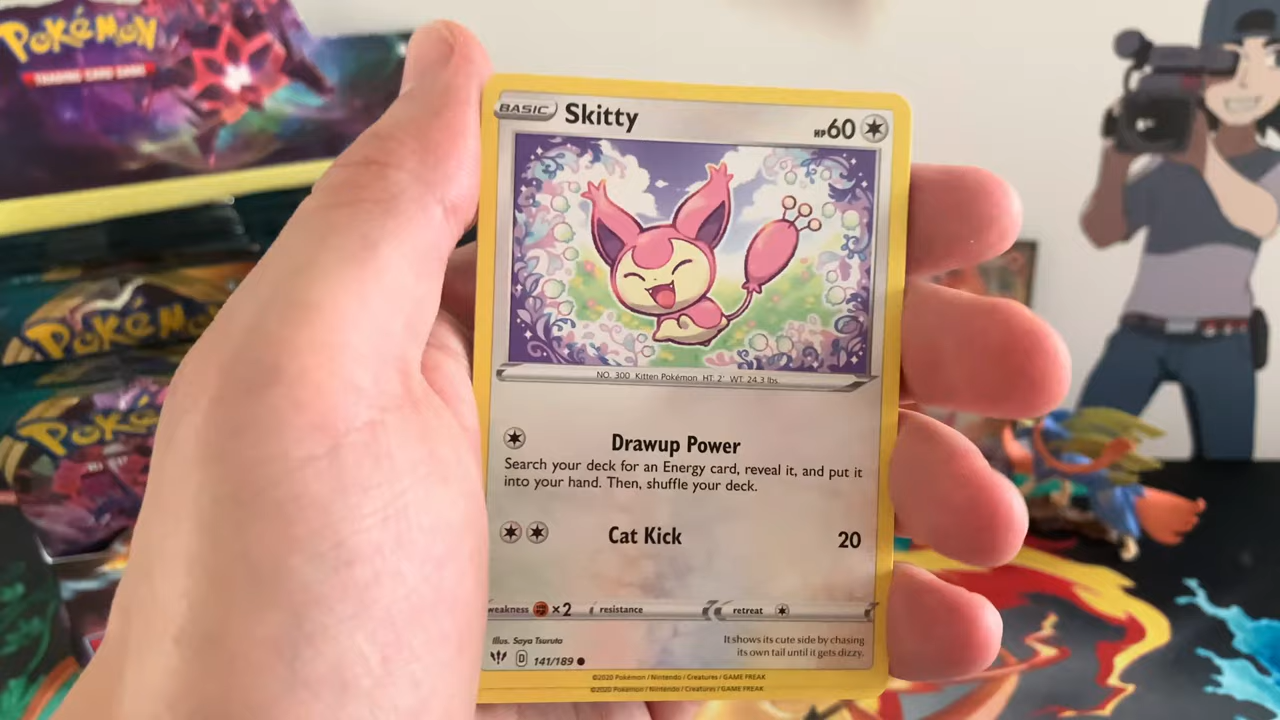 POKéMON
TRADING CARD GAME
POKéMO
POKé
BASIC
Skitty
HP60
NO. 300 Kitten Pokémon HT: 2' WT: 24.3 lbs.
Drawup Power
Search your deck for an Energy card, reveal it, and put it
into your hand. Then, shuffle your deck.
Cat Kick 20
weakness ×2 resistance retreat
Illus. Saya Tsuruta
D 141/189
It shows its cute side by chasing
its own tail until it gets dizzy.
©2020 Pokémon / Nintendo / Creatures / GAME FREAK
©2020 Pokémon / Nintendo / Creatures / GAME FREAK